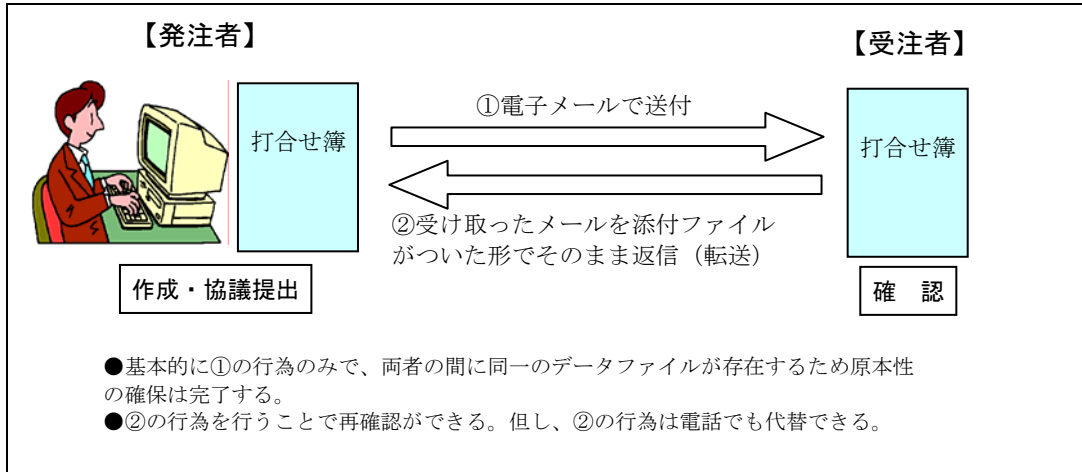 【発注者】
【受注者】
打合せ簿
①電子メールで送付
打合せ簿
②受け取ったメールを添付ファイル
がついた形でそのまま返信（転送）
作成・協議提出
確　認
●基本的に①の行為のみで、両者の間に同一のデータファイルが存在するため原本性
の確保は完了する。
●②の行為を行うことで再確認ができる。但し、②の行為は電話でも代替できる。